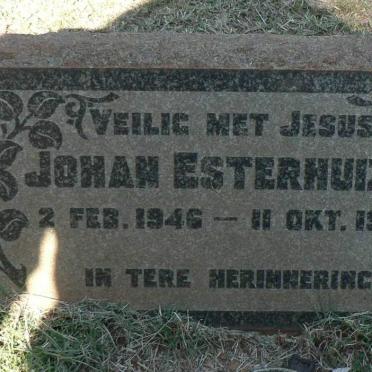 VEILIG MET JESUS
JOHAN ESTERHUI
2 FEB. 1946 — 11 OKT. 1
IN TERE HERINNERING